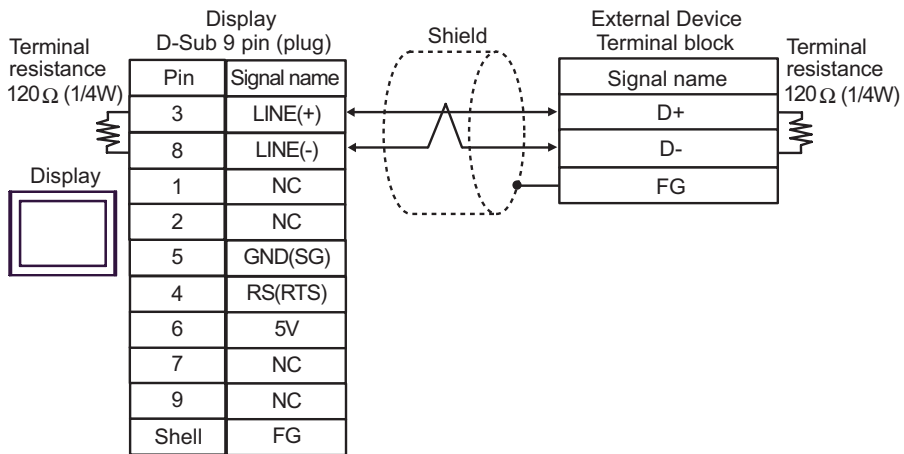 Display
D-Sub 9 pin (plug)
Terminal
resistance
120Ω (1/4W)
Pin Signal name
3 LINE(+)
8 LINE(-)
1 NC
2 NC
5 GND(SG)
4 RS(RTS)
6 5V
7 NC
9 NC
Shell FG
Display
Shield
External Device
Terminal block
Signal name
D+
D-
FG
Terminal
resistance
120Ω (1/4W)